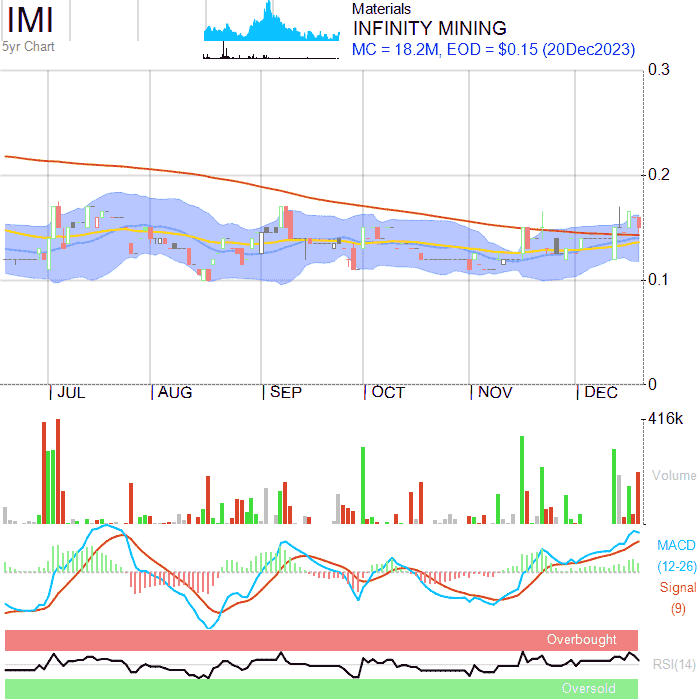 IMI
5yr Chart
Materials
INFINITY MINING
MC = 18.2M, EOD = $0.15 (20Dec2023)
0.3
0.2
0.1
0
JUL AUG SEP OCT NOV DEC
416k
Volume
MACD
(12-26)
Signal
(9)
Overbought
RSI(14)
Oversold